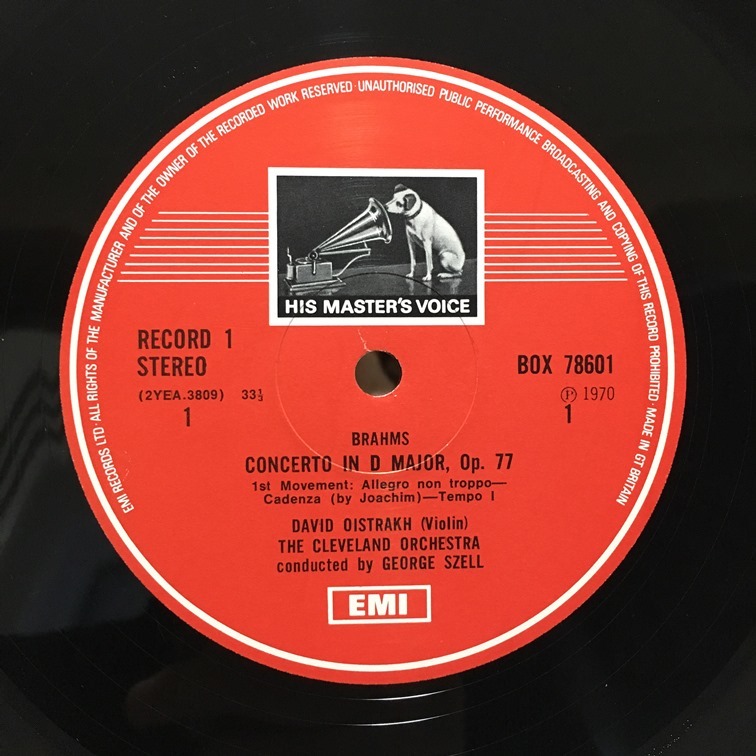 EMI RECORDS LTD · ALL RIGHTS OF THE MANUFACTURER AND OF THE OWNER OF THE RECORDED WORK RESERVED · UNAUTHORISED PUBLIC PERFORMANCE BROADCASTING AND COPYING OF THIS RECORD PROHIBITED · MADE IN GT BRITAIN
HIS MASTER'S VOICE
RECORD 1
STEREO
(2YEA.3809) 33⅓
1
BOX 78601
Ⓟ 1970
1
BRAHMS
CONCERTO IN D MAJOR, Op. 77
1st Movement: Allegro non troppo—
Cadenza (by Joachim)—Tempo I
DAVID OISTRAKH (Violin)
THE CLEVELAND ORCHESTRA
conducted by GEORGE SZELL
EMI